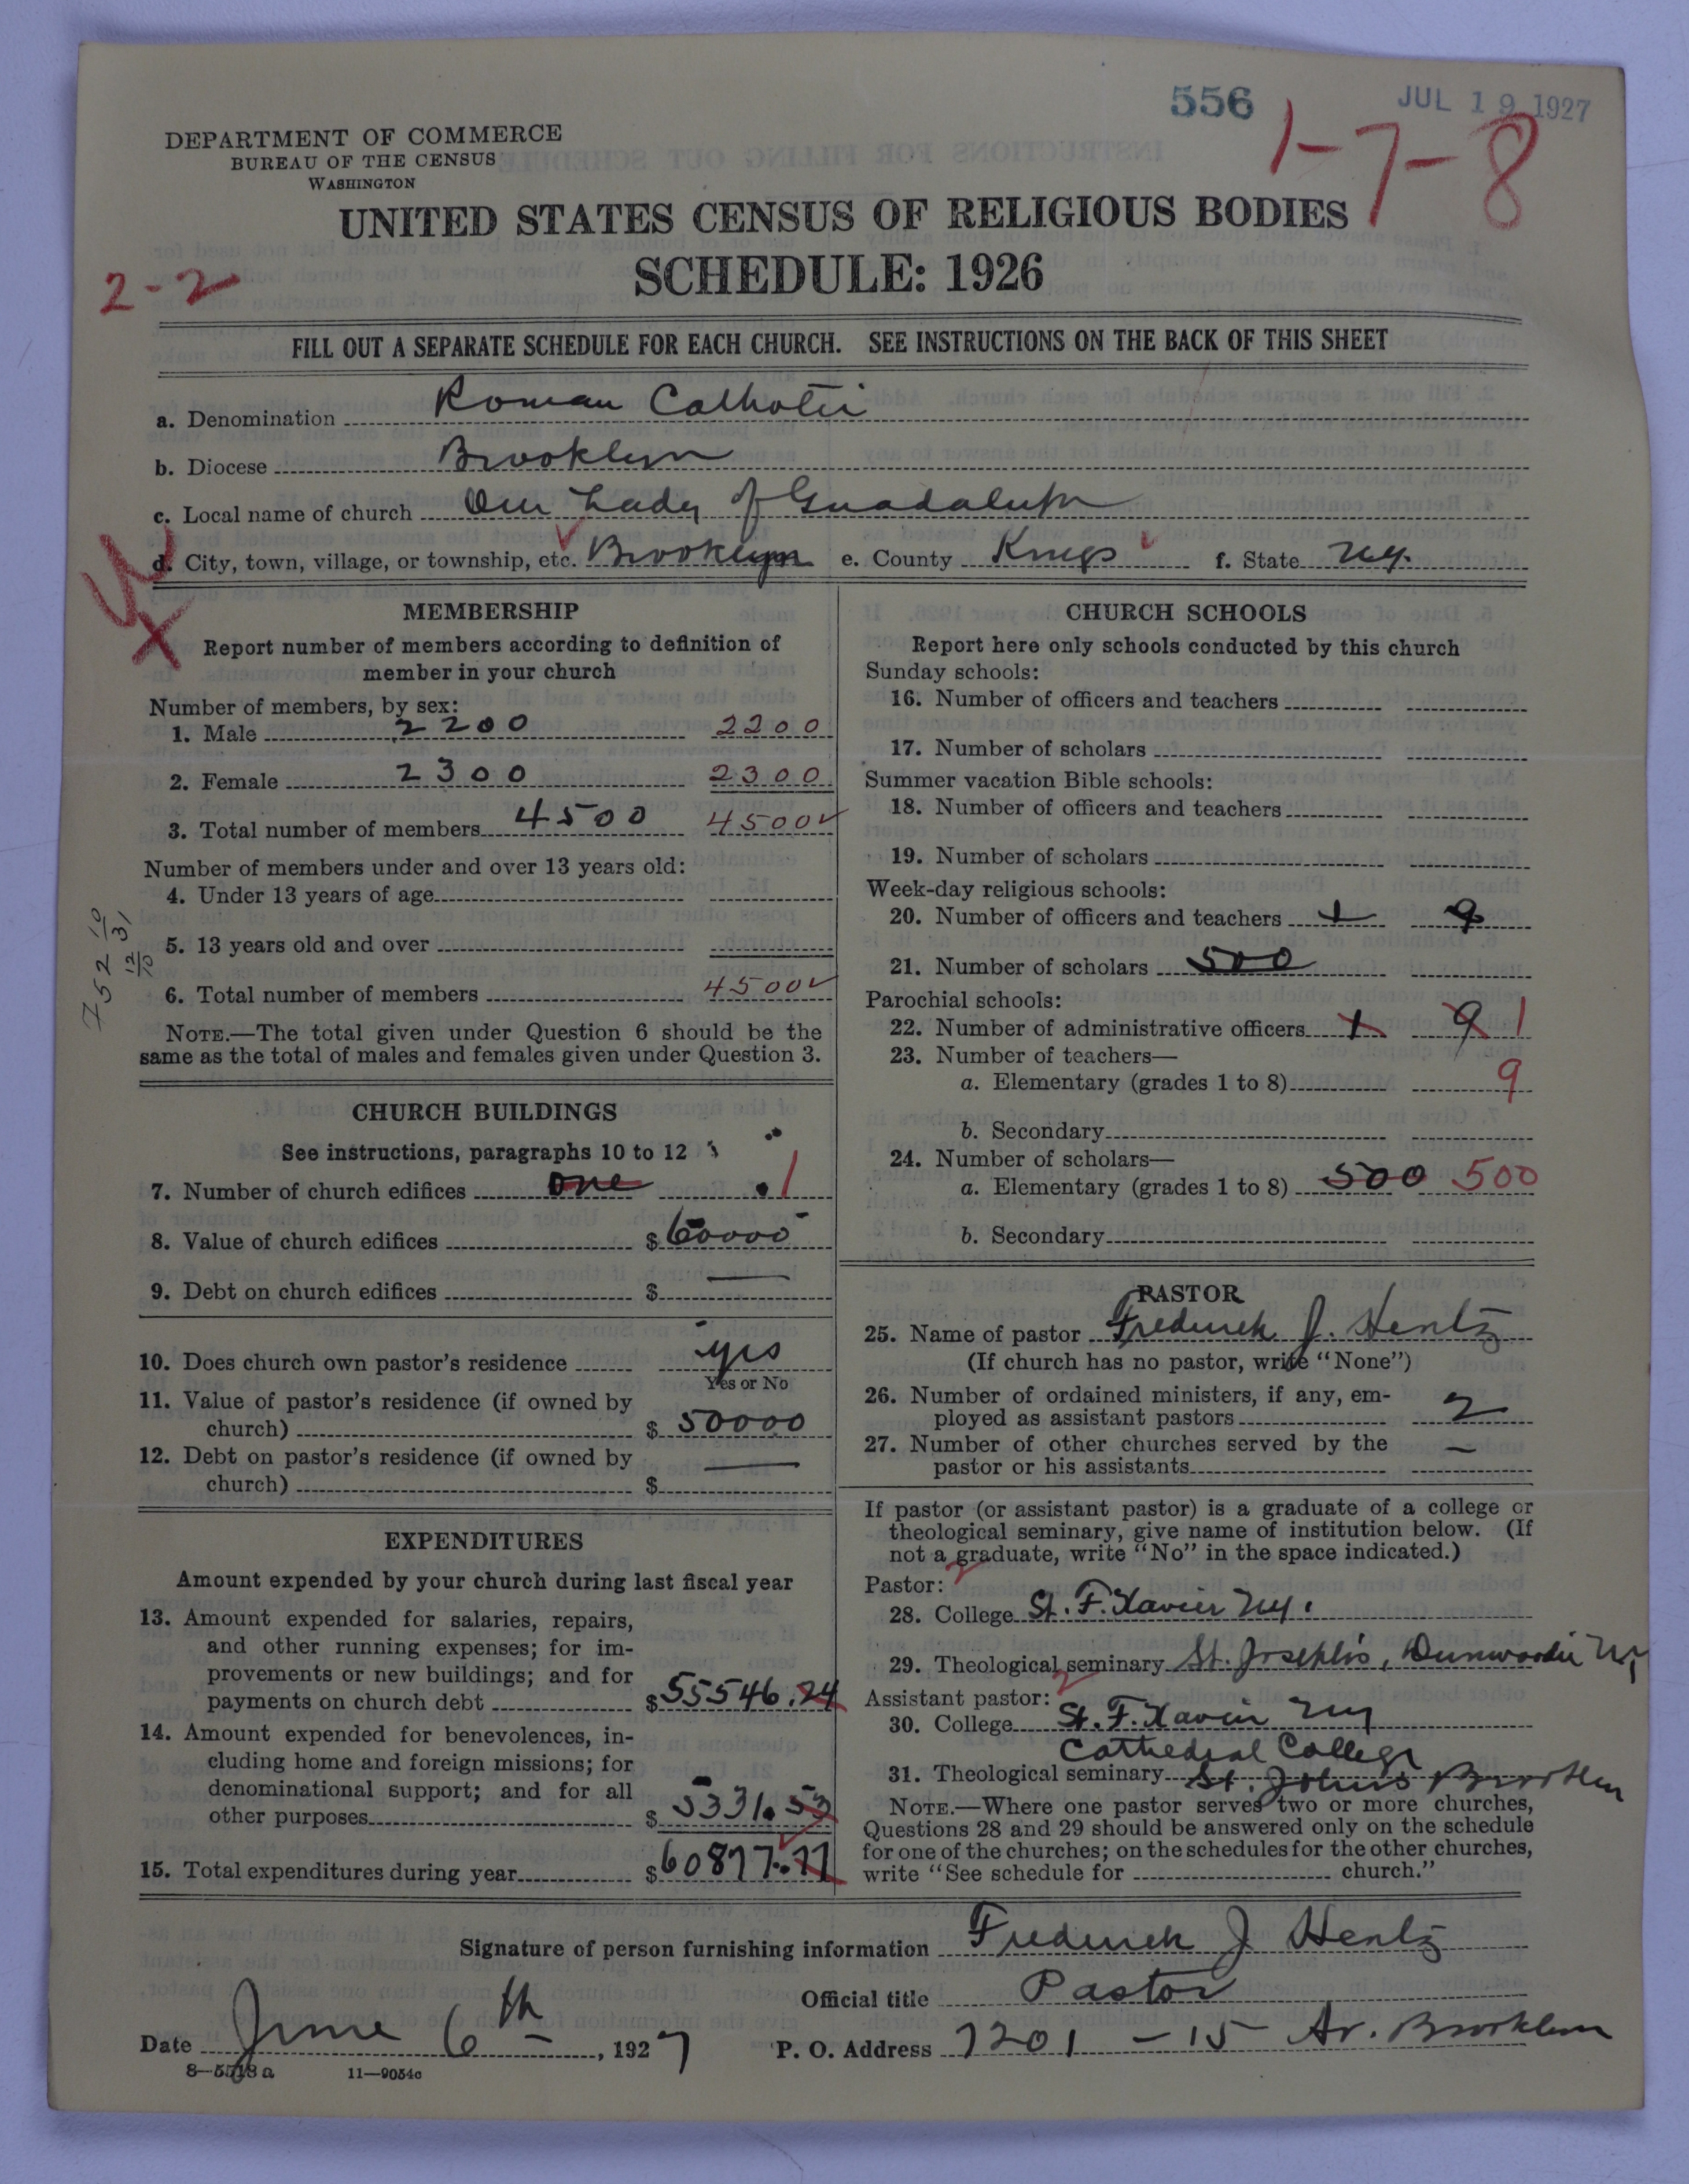 556
JUL 19 1927
1-7-8
DEPARTMENT OF COMMERCE
BUREAU OF THE CENSUS
WASHINGTON
UNITED STATES CENSUS OF RELIGIOUS BODIES
SCHEDULE: 1926
2-2
FILL OUT A SEPARATE SCHEDULE FOR EACH CHURCH. SEE INSTRUCTIONS ON THE BACK OF THIS SHEET
a. Denomination Roman Catholic
b. Diocese Brooklyn
c. Local name of church Our Lady of Guadalupe
d. City, town, village, or township, etc. Brooklyn e. County Kings f. State N.Y.
MEMBERSHIP
Report number of members according to definition of
member in your church
Number of members, by sex:
1. Male 2200 2200
2. Female 2300 2300
3. Total number of members 4500 4500
Number of members under and over 13 years old:
4. Under 13 years of age
5. 13 years old and over
6. Total number of members 4500
NOTE.—The total given under Question 6 should be the
same as the total of males and females given under Question 3.
752 10/31
12/10
CHURCH BUILDINGS
See instructions, paragraphs 10 to 12
7. Number of church edifices one 1
8. Value of church edifices $ 60000
9. Debt on church edifices $ —
10. Does church own pastor's residence yes
Yes or No
11. Value of pastor's residence (if owned by
church) $ 50000
12. Debt on pastor's residence (if owned by
church) $ —
EXPENDITURES
Amount expended by your church during last fiscal year
13. Amount expended for salaries, repairs,
and other running expenses; for im-
provements or new buildings; and for
payments on church debt $ 55546.24
14. Amount expended for benevolences, in-
cluding home and foreign missions; for
denominational support; and for all
other purposes $ 5331.53
15. Total expenditures during year $ 60877.77
CHURCH SCHOOLS
Report here only schools conducted by this church
Sunday schools:
16. Number of officers and teachers
17. Number of scholars
Summer vacation Bible schools:
18. Number of officers and teachers
19. Number of scholars
Week-day religious schools:
20. Number of officers and teachers 1 9
21. Number of scholars 500
Parochial schools:
22. Number of administrative officers 1 9 1
23. Number of teachers—
a. Elementary (grades 1 to 8) 9
b. Secondary
24. Number of scholars—
a. Elementary (grades 1 to 8) 500 500
b. Secondary
PASTOR
25. Name of pastor Frederick J. Hentz
(If church has no pastor, write "None")
26. Number of ordained ministers, if any, em-
ployed as assistant pastors 2
27. Number of other churches served by the
pastor or his assistants —
If pastor (or assistant pastor) is a graduate of a college or
theological seminary, give name of institution below. (If
not a graduate, write "No" in the space indicated.)
Pastor: 2
28. College St. F. Xavier N.Y.
29. Theological seminary St. Joseph's, Dunwoodie N.Y.
Assistant pastor: 2
30. College St. F. Xavier N.Y.
Cathedral College
31. Theological seminary St. Johns Brooklyn
NOTE.—Where one pastor serves two or more churches,
Questions 28 and 29 should be answered only on the schedule
for one of the churches; on the schedules for the other churches,
write "See schedule for church."
Signature of person furnishing information Frederick J Hentz
Official title Pastor
Date June 6th, 1927 P. O. Address 7201 - 15 Av. Brooklyn
8—5518 a 11—9054c